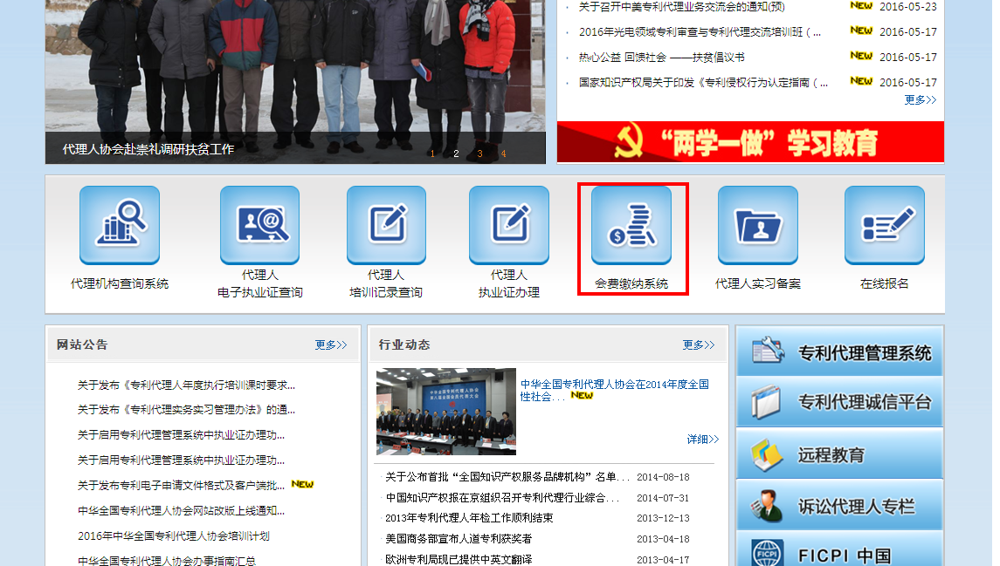 关于召开中美专利代理业务交流会的通知(预) NEW 2016-05-23
2016年光电领域专利审查与专利代理交流培训班 (... NEW 2016-05-17
热心公益 回馈社会 ——扶贫倡议书 NEW 2016-05-17
国家知识产权局关于印发《专利侵权行为认定指南 (... NEW 2016-05-17
更多>>
代理人协会赴崇礼调研扶贫工作
1 2 3 4
“两学一做” 学习教育
代理机构查询系统
代理人
电子执业证查询
代理人
培训记录查询
代理人
执业证办理
会费缴纳系统
代理人实习备案
在线报名
网站公告 更多>>
关于发布《专利代理人年度执行培训课时要求...
关于发布《专利代理实务实习管理办法》的通...
关于启用专利代理管理系统中执业证办理功...
关于启用专利代理管理系统中执业证办理功...
关于发布专利电子申请文件格式及客户端批... NEW
中华全国专利代理人协会网站改版上线通知...
2016年中华全国专利代理人协会培训计划
中华全国专利代理人协会办事指南汇总
行业动态 更多>>
中华全国专利代理人协会
第八届全国会员代表大会
中华全国专利代理人协会在2014年度全国
性社会... NEW
详细>>
关于公布首批“全国知识产权服务品牌机构”名单... 2014-08-18
中国知识产权报在京组织召开专利代理行业综合... 2014-07-31
2013年专利代理人年检工作顺利结束 2013-12-13
美国商务部宣布人道专利获奖者 2013-04-18
欧洲专利局现已提供中英文翻译 2013-04-17
专利代理管理系统
专利代理诚信平台
远程教育
诉讼代理人专栏
FICPI
FICPI 中国